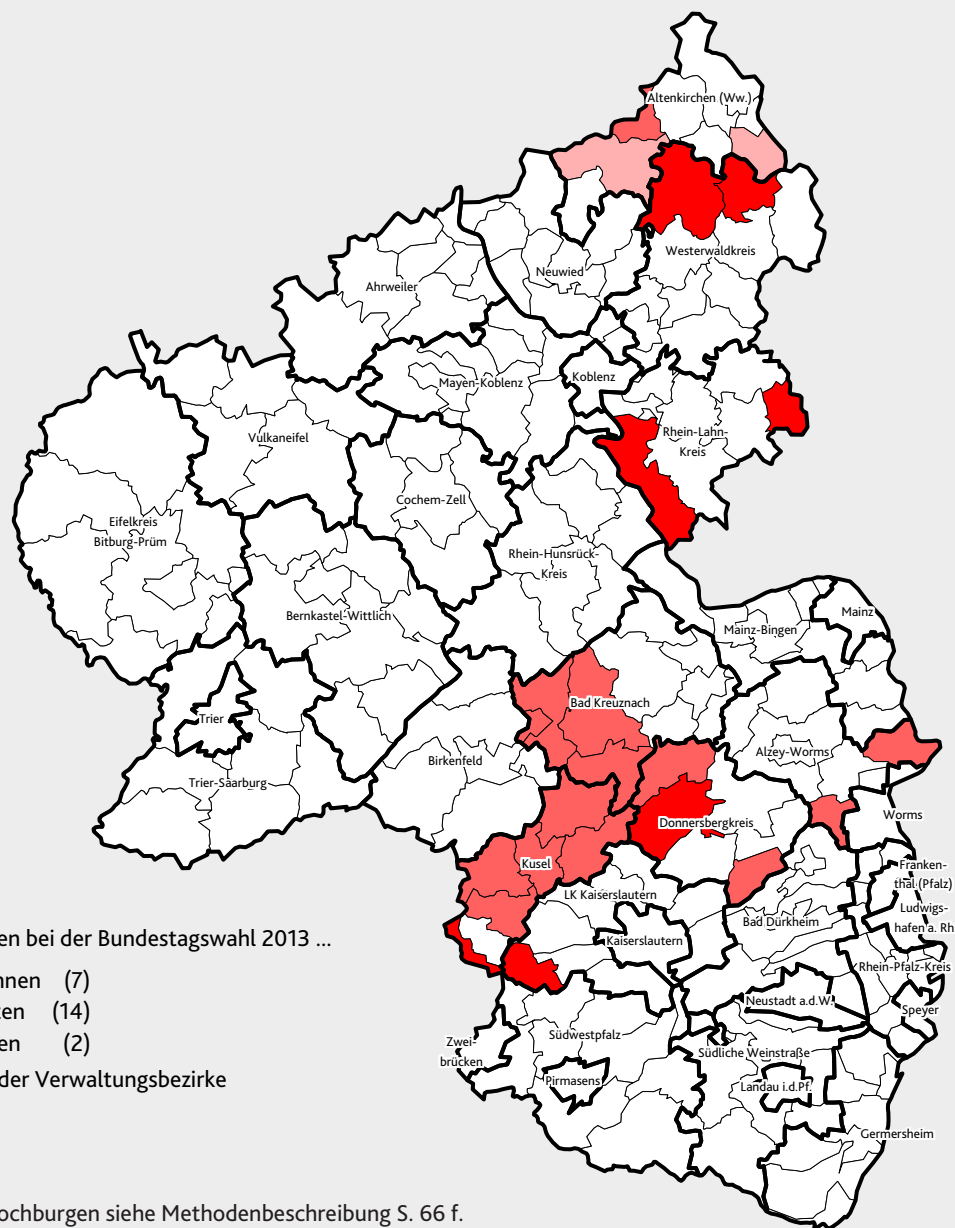 Altenkirchen (Ww.)
Westerwaldkreis
Neuwied
Ahrweiler
Mayen-Koblenz
Koblenz
Rhein-Lahn-
Kreis
Vulkaneifel
Cochem-Zell
Eifelkreis
Bitburg-Prüm
Rhein-Hunsrück-
Kreis
Bernkastel-Wittlich
Mainz
Mainz-Bingen
Bad Kreuznach
Trier
Alzey-Worms
Birkenfeld
Trier-Saarburg
Donnersbergkreis
Worms
Kusel
Franken-
thal (Pfalz)
LK Kaiserslautern
Ludwigs-
hafen a. Rh
Bad Dürkheim
Kaiserslautern
Rhein-Pfalz-Kreis
Neustadt a.d.W.
Speyer
Südwestpfalz
Zwei-
brücken
Südliche Weinstraße
Pirmasens
Landau i.d.Pf.
Germersheim
en bei der Bundestagswahl 2013 ...
nnen (7)
ten (14)
en (2)
der Verwaltungsbezirke
ochburgen siehe Methodenbeschreibung S. 66 f.